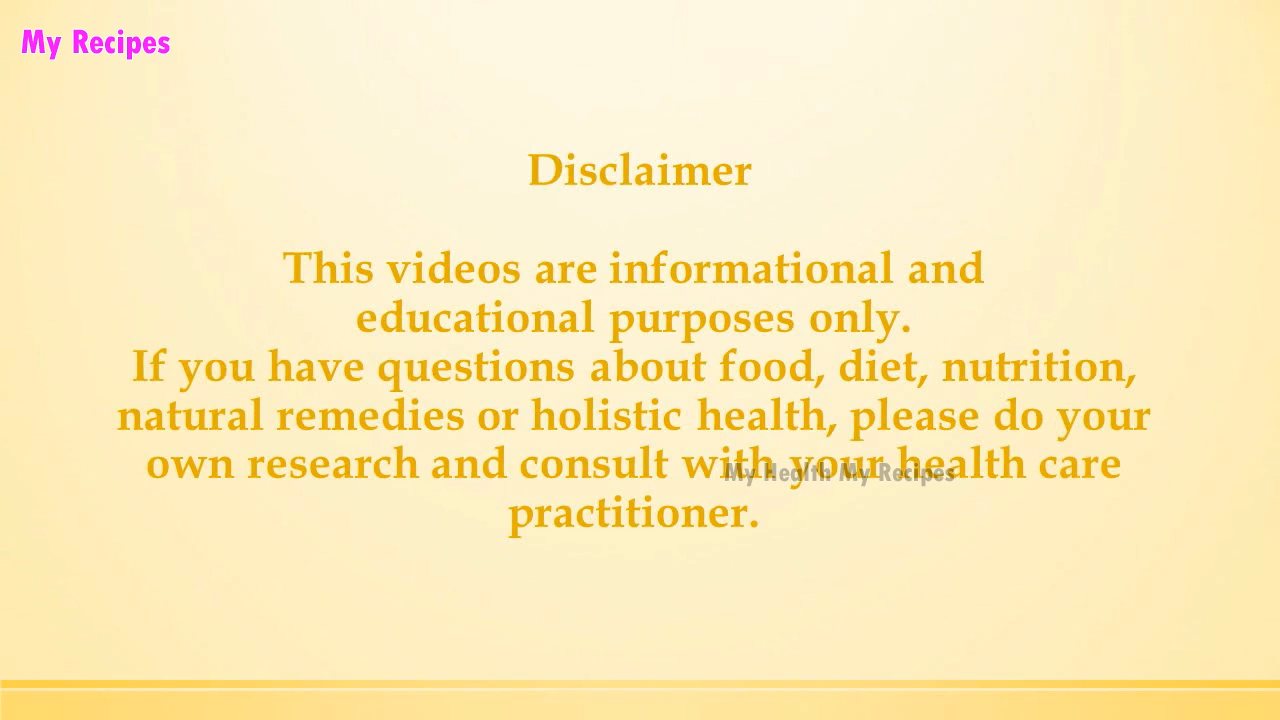 My Recipes
Disclaimer
This videos are informational and
educational purposes only.
If you have questions about food, diet, nutrition,
natural remedies or holistic health, please do your
own research and consult with your health care
My Health My Recipes
practitioner.